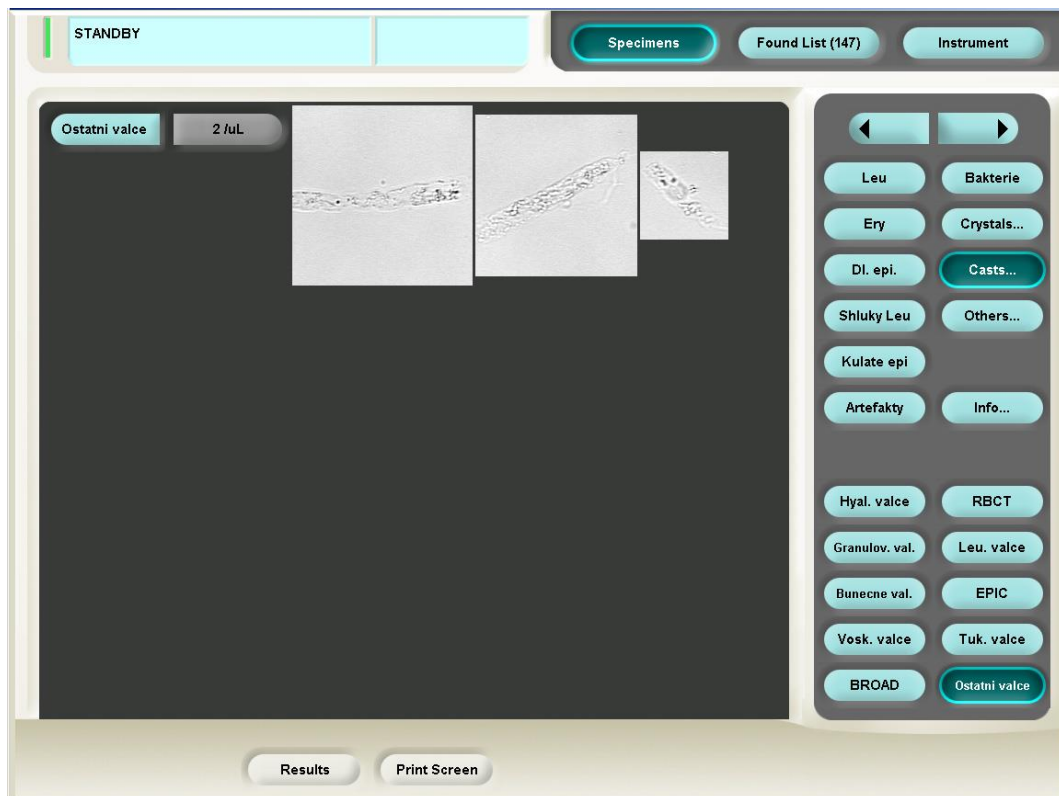 STANDBY
Specimens
Found List (147)
Instrument
Ostatni valce
2 /uL
Leu
Bakterie
Ery
Crystals...
Dl. epi.
Casts...
Shluky Leu
Others...
Kulate epi
Artefakty
Info...
Hyal. valce
RBCT
Granulov. val.
Leu. valce
Bunecne val.
EPIC
Vosk. valce
Tuk. valce
BROAD
Ostatni valce
Results
Print Screen